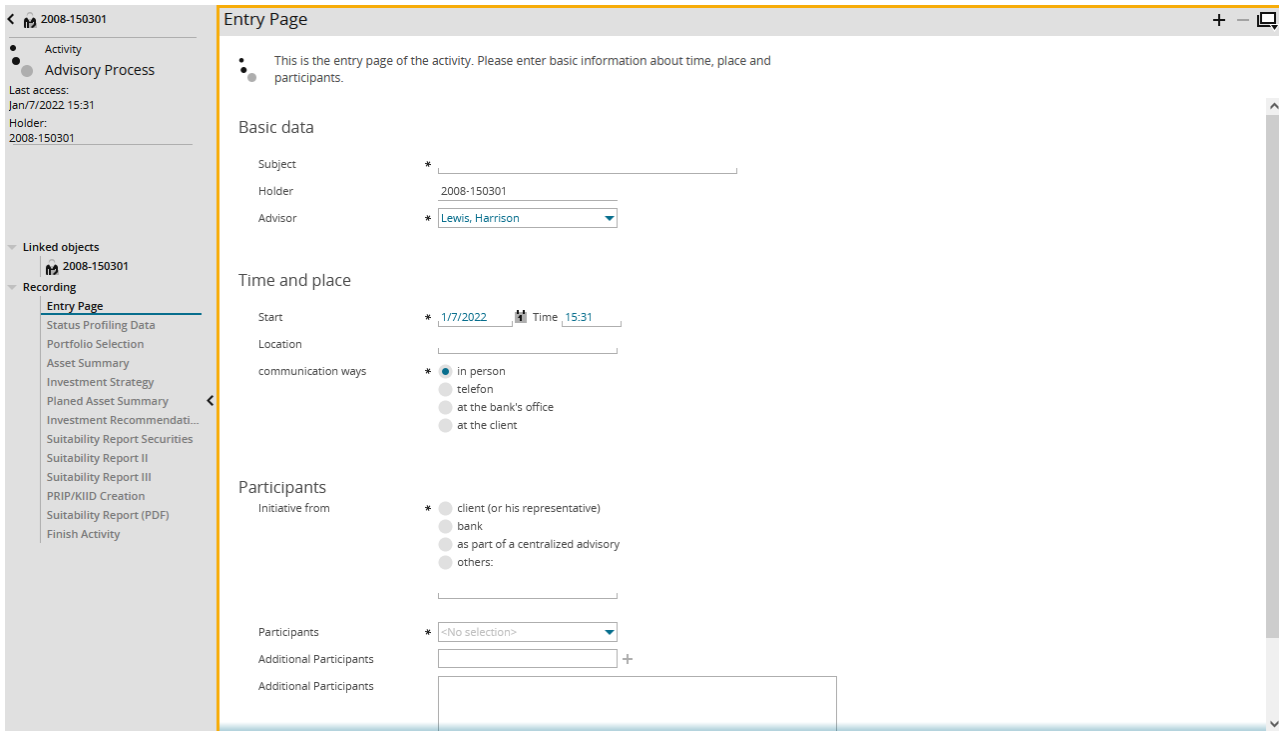 2008-150301
Activity
Advisory Process
Last access:
Jan/7/2022 15:31
Holder:
2008-150301
Linked objects
2008-150301
Recording
Entry Page
Status Profiling Data
Portfolio Selection
Asset Summary
Investment Strategy
Planed Asset Summary
Investment Recommendati...
Suitability Report Securities
Suitability Report II
Suitability Report III
PRIP/KIID Creation
Suitability Report (PDF)
Finish Activity
Entry Page
This is the entry page of the activity. Please enter basic information about time, place and
participants.
Basic data
Subject *
Holder 2008-150301
Advisor * Lewis, Harrison
Time and place
Start * 1/7/2022 Time 15:31
Location
communication ways * in person
telefon
at the bank's office
at the client
Participants
Initiative from * client (or his representative)
bank
as part of a centralized advisory
others:
Participants * <No selection>
Additional Participants
Additional Participants